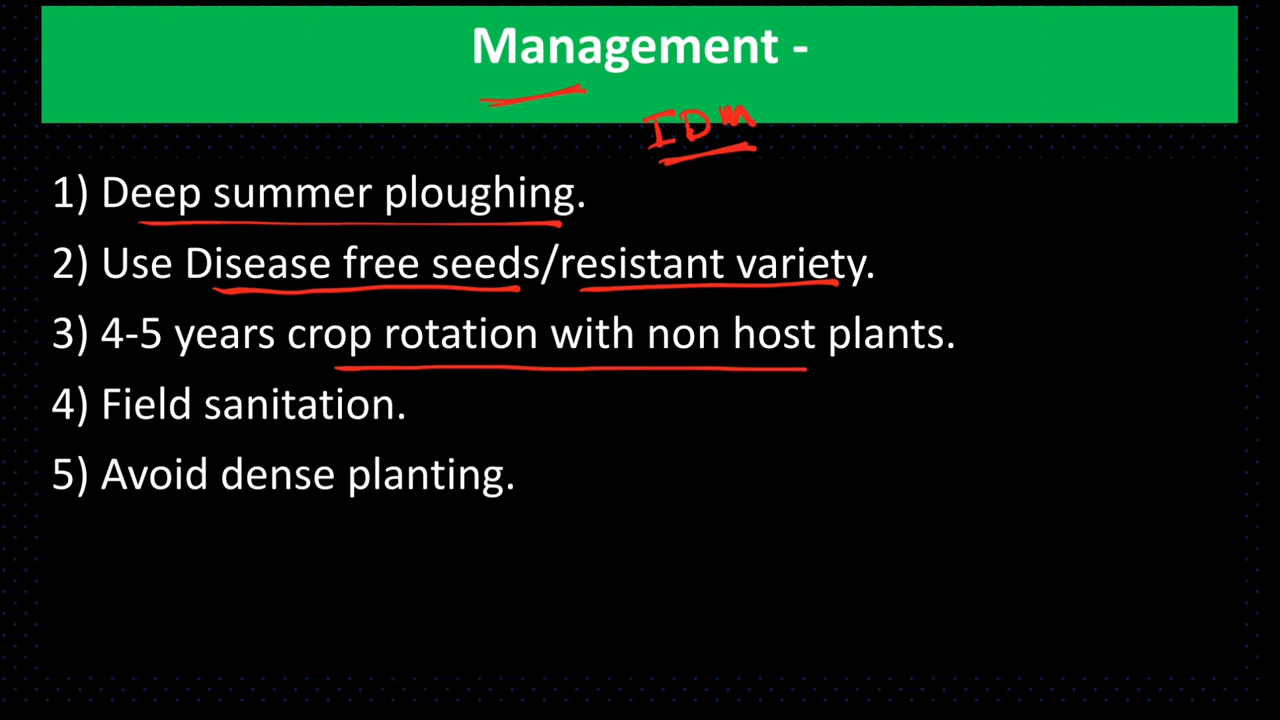 Management -
IDM
1) Deep summer ploughing.
2) Use Disease free seeds/resistant variety.
3) 4-5 years crop rotation with non host plants.
4) Field sanitation.
5) Avoid dense planting.